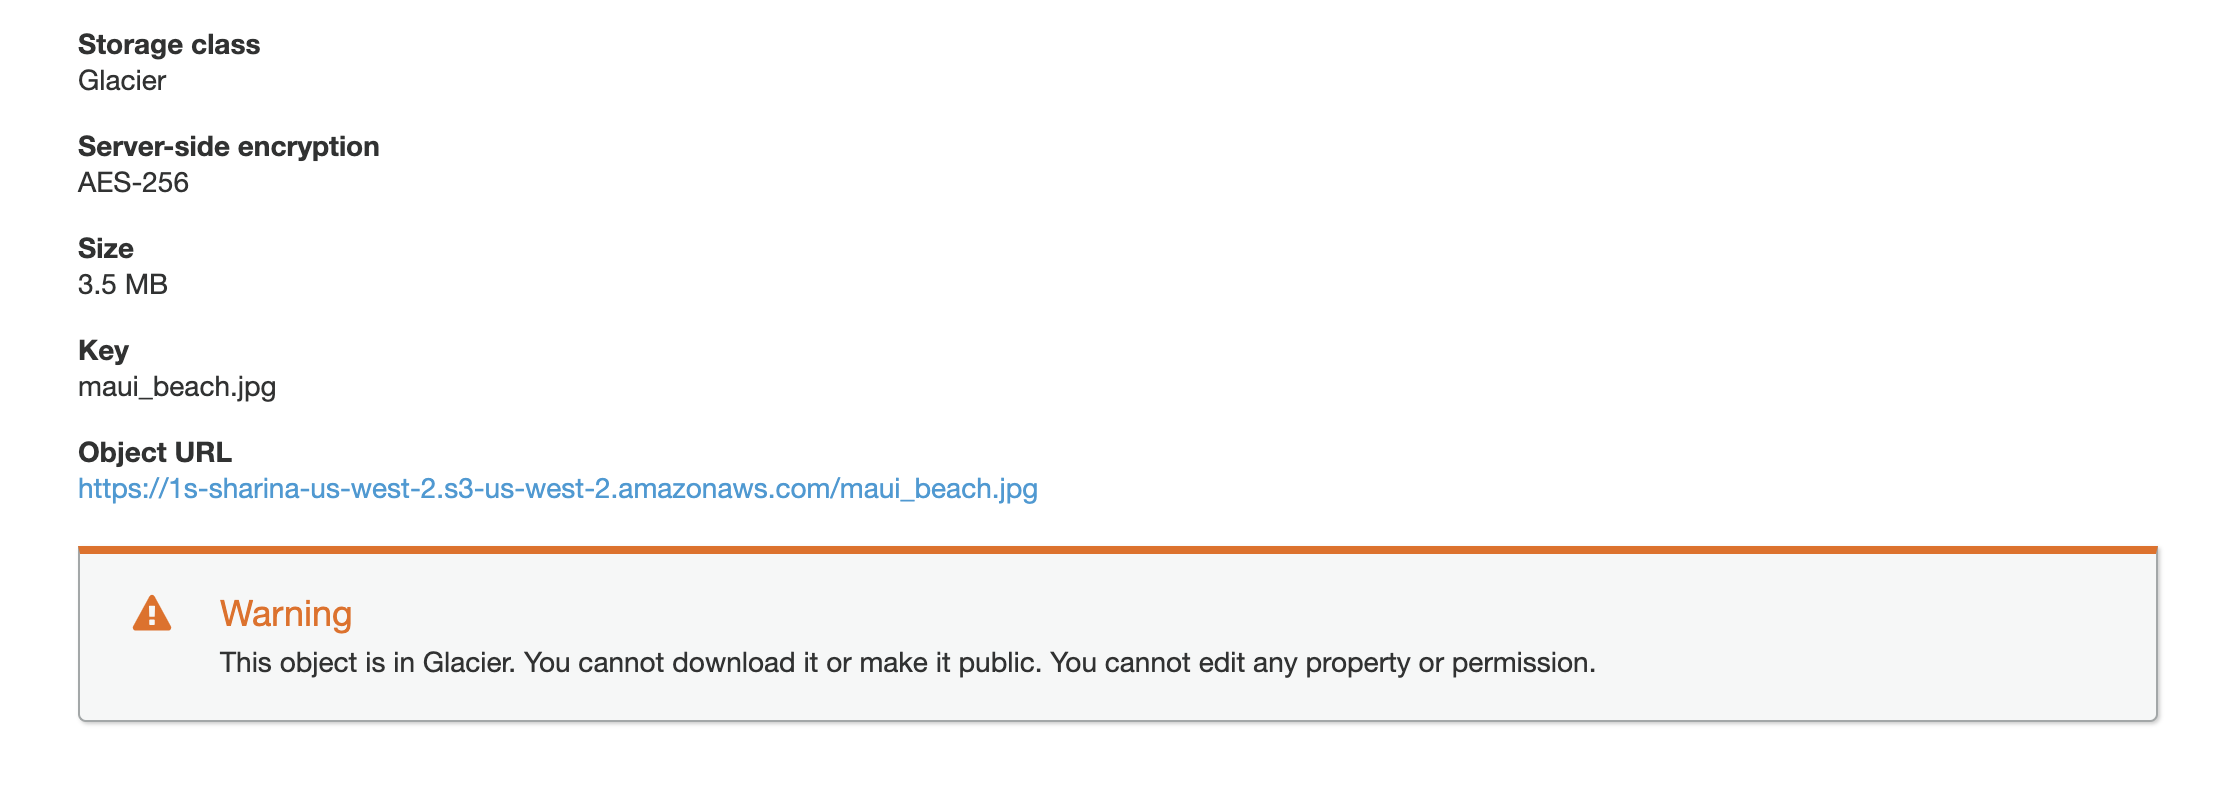 Storage class
Glacier
Server-side encryption
AES-256
Size
3.5 MB
Key
maui_beach.jpg
Object URL
https://1s-sharina-us-west-2.s3-us-west-2.amazonaws.com/maui_beach.jpg
Warning
This object is in Glacier. You cannot download it or make it public. You cannot edit any property or permission.